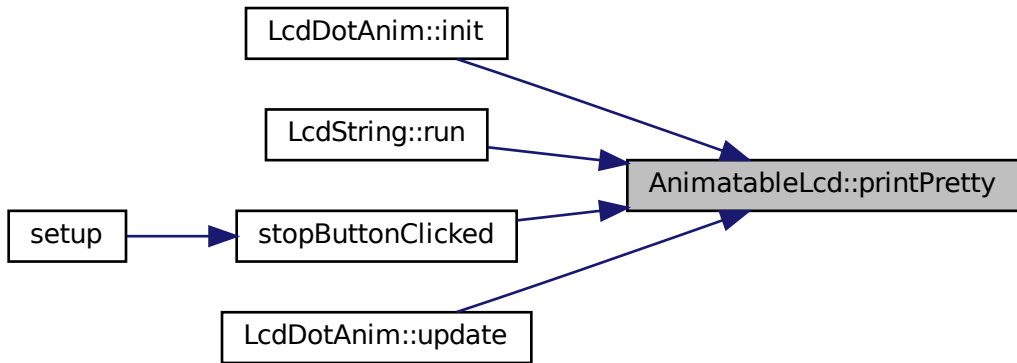 LcdDotAnim::init
LcdString::run
AnimatableLcd::printPretty
setup
stopButtonClicked
LcdDotAnim::update